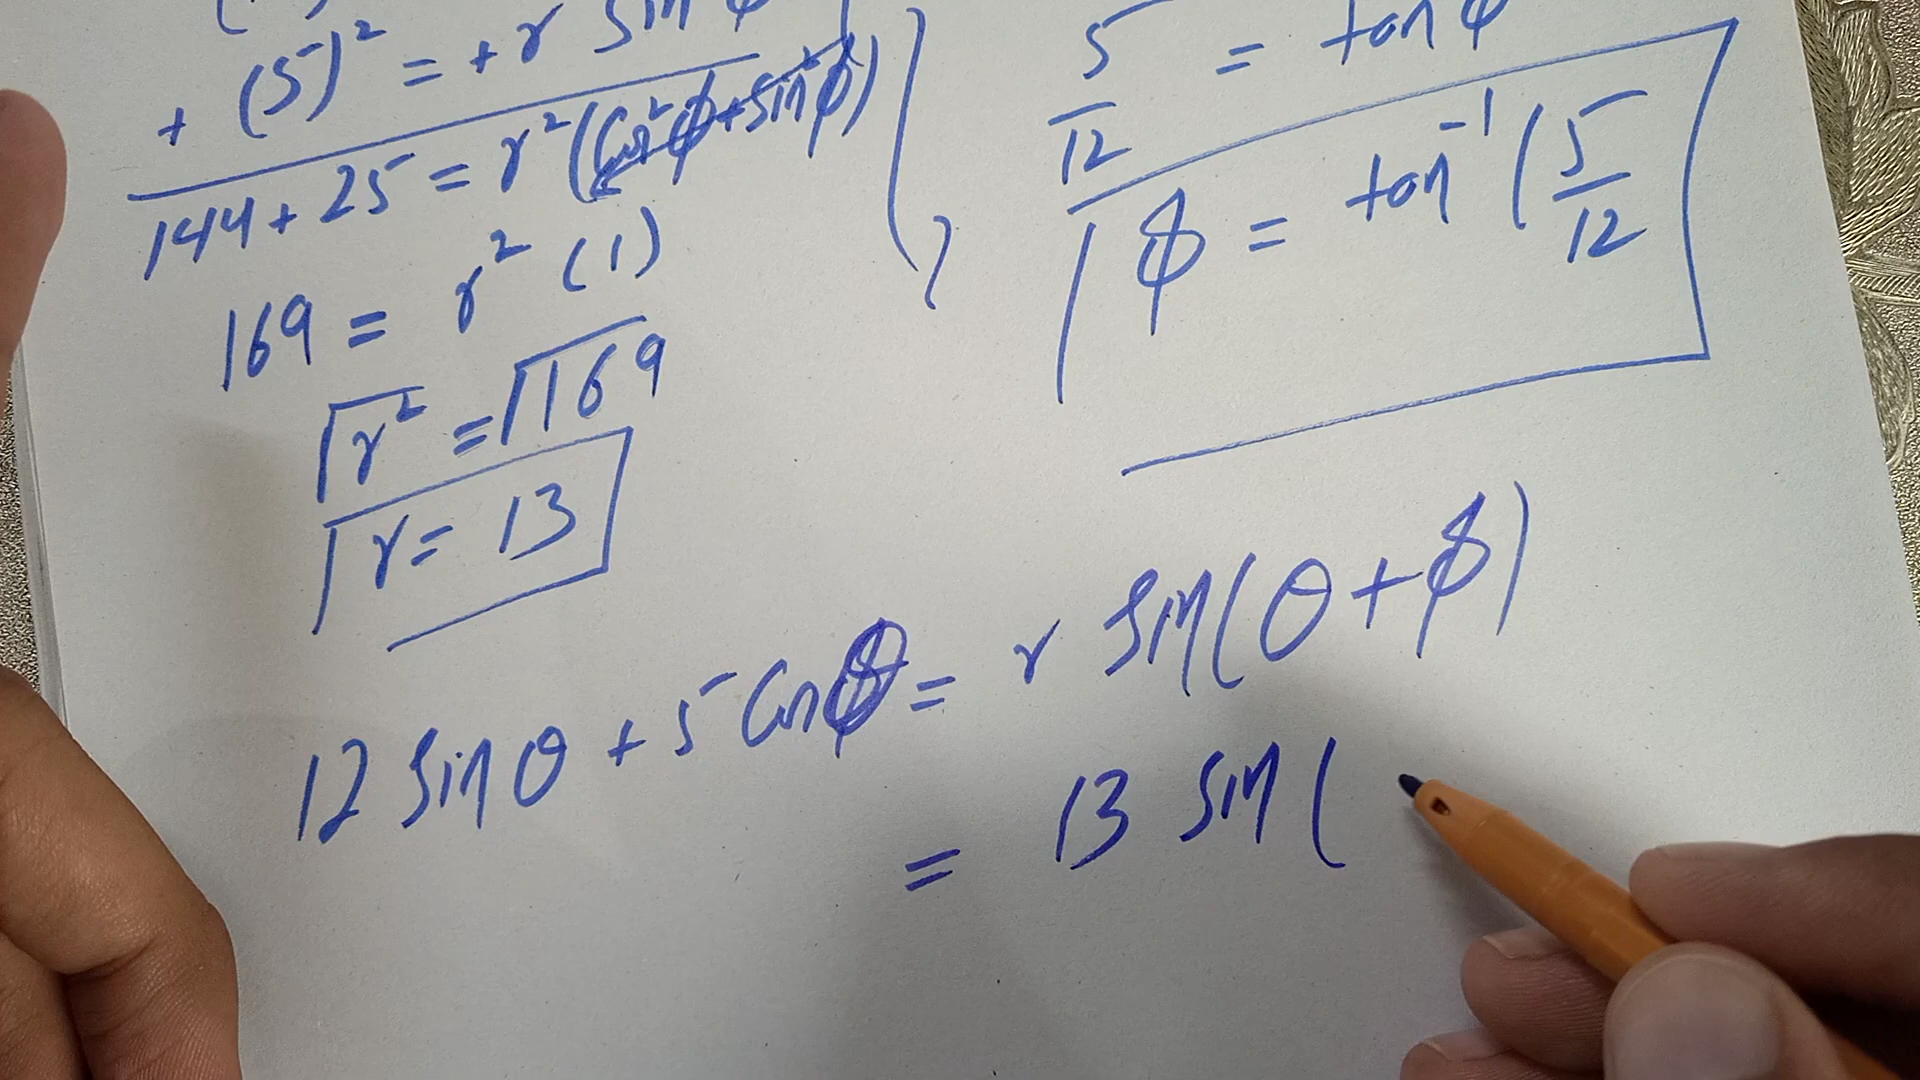 + (5)² = + r sin φ
144 + 25 = r² (Cos²φ + sin²φ)
169 = r² (1)
√r² = √169
r = 13
5/12 = tan φ
φ = tan⁻¹ (5/12
12 sin θ + 5 Cos = r sin(θ + φ)
= 13 sin (